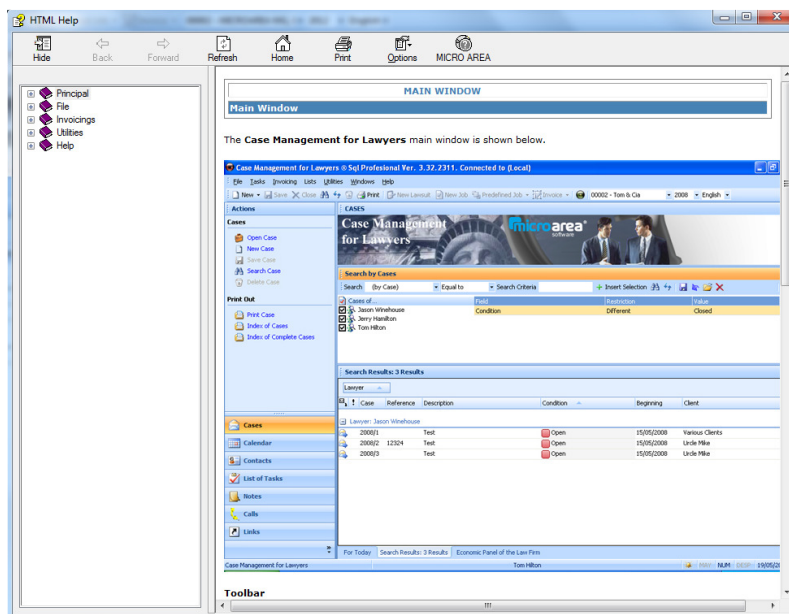 HTML Help
Hide Back Forward Refresh Home Print Options MICRO AREA
Principal
File
Invoicings
Utilities
Help
MAIN WINDOW
Main Window
The Case Management for Lawyers main window is shown below.
Case Management for Lawyers ® Sql Profesional Ver. 3.32.2311. Connected to (Local)
File Tasks Invoicing Lists Utilities Windows Help
New Save Close Print New Layout New Job Predefined Job Invoice 00002 - Tom & Cia 2008 English
Actions
Cases
Open Case
New Case
Save Case
Search Case
Delete Case
Print Out
Print Case
Index of Cases
Index of Complete Cases
Cases
Calendar
Contacts
List of Tasks
Notes
Calls
Links
CASES
Case Management
for Lawyers
microarea
software
Search by Cases
Search (by Case) Equal to Search Criteria Insert Selection
Cases of... Field Restriction Value
Jason Winehouse Condition Different Closed
Jerry Hamilton
Tom Hilton
Search Results: 3 Results
Lawyer
! Case Reference Description Condition Beginning Client
Lawyer: Jason Winehouse
2008/1 Test Open 15/05/2008 Various Clients
2008/2 12324 Test Open 15/05/2008 Uncle Mike
2008/3 Test Open 15/05/2008 Uncle Mike
For Today Search Results: 3 Results Economic Panel of the Law Firm
Case Management for Lawyers Tom Hilton MAY NUM DESP 19/05/20
Toolbar